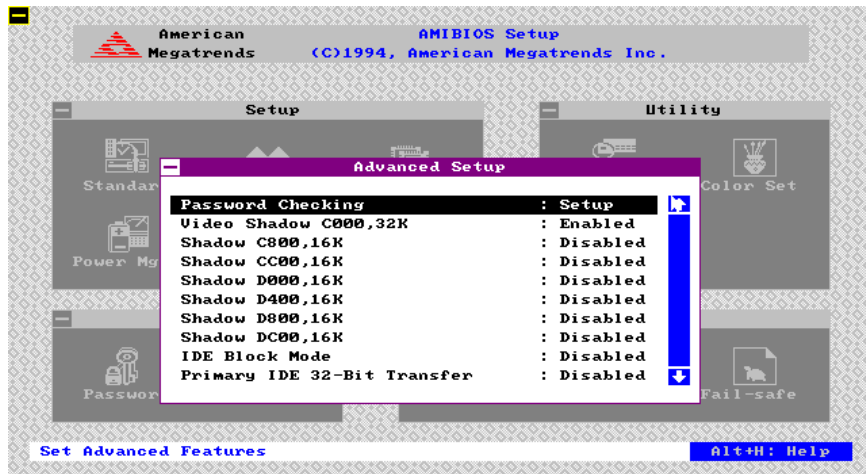 American
Megatrends
AMIBIOS Setup
(C)1994, American Megatrends Inc.
Setup
Utility
Standar
Color Set
Power Mg
Advanced Setup
Password Checking : Setup
Video Shadow C000,32K : Enabled
Shadow C800,16K : Disabled
Shadow CC00,16K : Disabled
Shadow D000,16K : Disabled
Shadow D400,16K : Disabled
Shadow D800,16K : Disabled
Shadow DC00,16K : Disabled
IDE Block Mode : Disabled
Primary IDE 32-Bit Transfer : Disabled
Passwor
Fail-safe
Set Advanced Features
Alt+H: Help